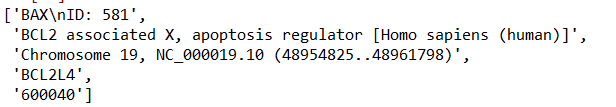 ['BAX\nID: 581',
'BCL2 associated X, apoptosis regulator [Homo sapiens (human)]',
'Chromosome 19, NC_000019.10 (48954825..48961798)',
'BCL2L4',
'600040']